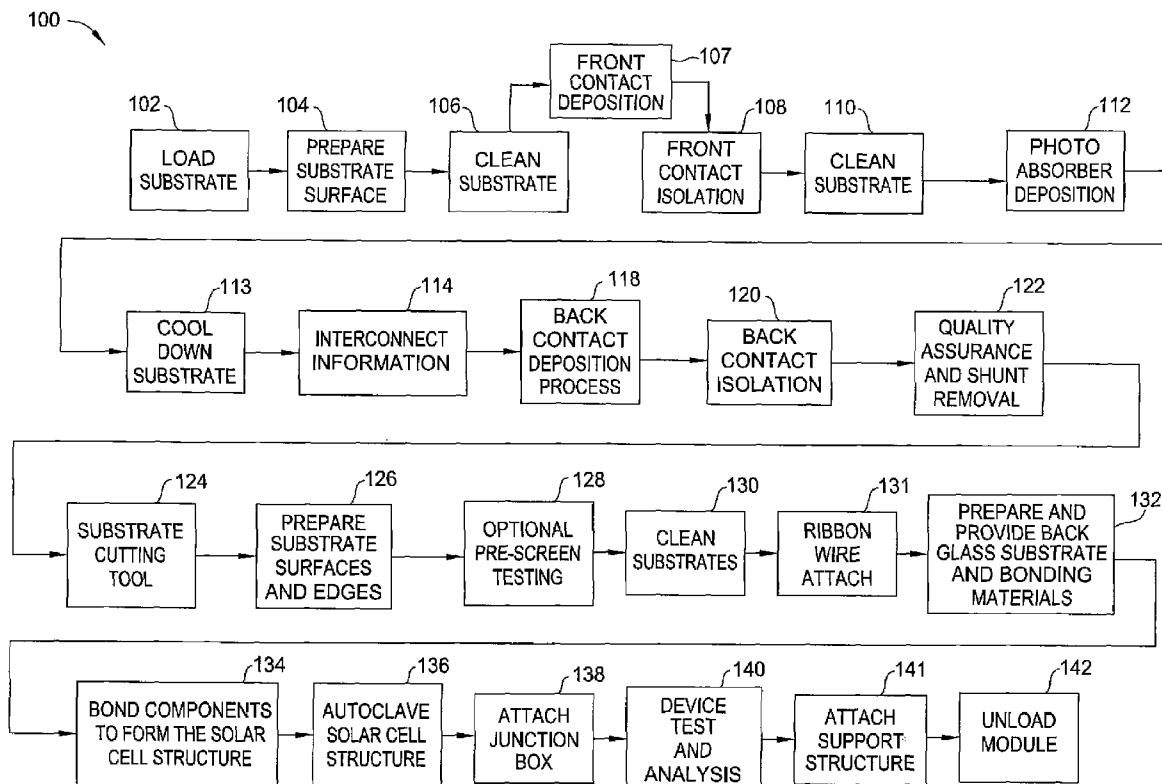 100
102
LOAD
SUBSTRATE
104
PREPARE
SUBSTRATE
SURFACE
106
CLEAN
SUBSTRATE
107
FRONT
CONTACT
DEPOSITION
108
FRONT
CONTACT
ISOLATION
110
CLEAN
SUBSTRATE
112
PHOTO
ABSORBER
DEPOSITION
113
COOL
DOWN
SUBSTRATE
114
INTERCONNECT
INFORMATION
118
BACK
CONTACT
DEPOSITION
PROCESS
120
BACK
CONTACT
ISOLATION
122
QUALITY
ASSURANCE
AND SHUNT
REMOVAL
124
SUBSTRATE
CUTTING
TOOL
126
PREPARE
SUBSTRATE
SURFACES
AND EDGES
128
OPTIONAL
PRE-SCREEN
TESTING
130
CLEAN
SUBSTRATES
131
RIBBON
WIRE
ATTACH
132
PREPARE AND
PROVIDE BACK
GLASS SUBSTRATE
AND BONDING
MATERIALS
134
BOND COMPONENTS
TO FORM THE SOLAR
CELL STRUCTURE
136
AUTOCLAVE
SOLAR CELL
STRUCTURE
138
ATTACH
JUNCTION
BOX
140
DEVICE
TEST
AND
ANALYSIS
141
ATTACH
SUPPORT
STRUCTURE
142
UNLOAD
MODULE